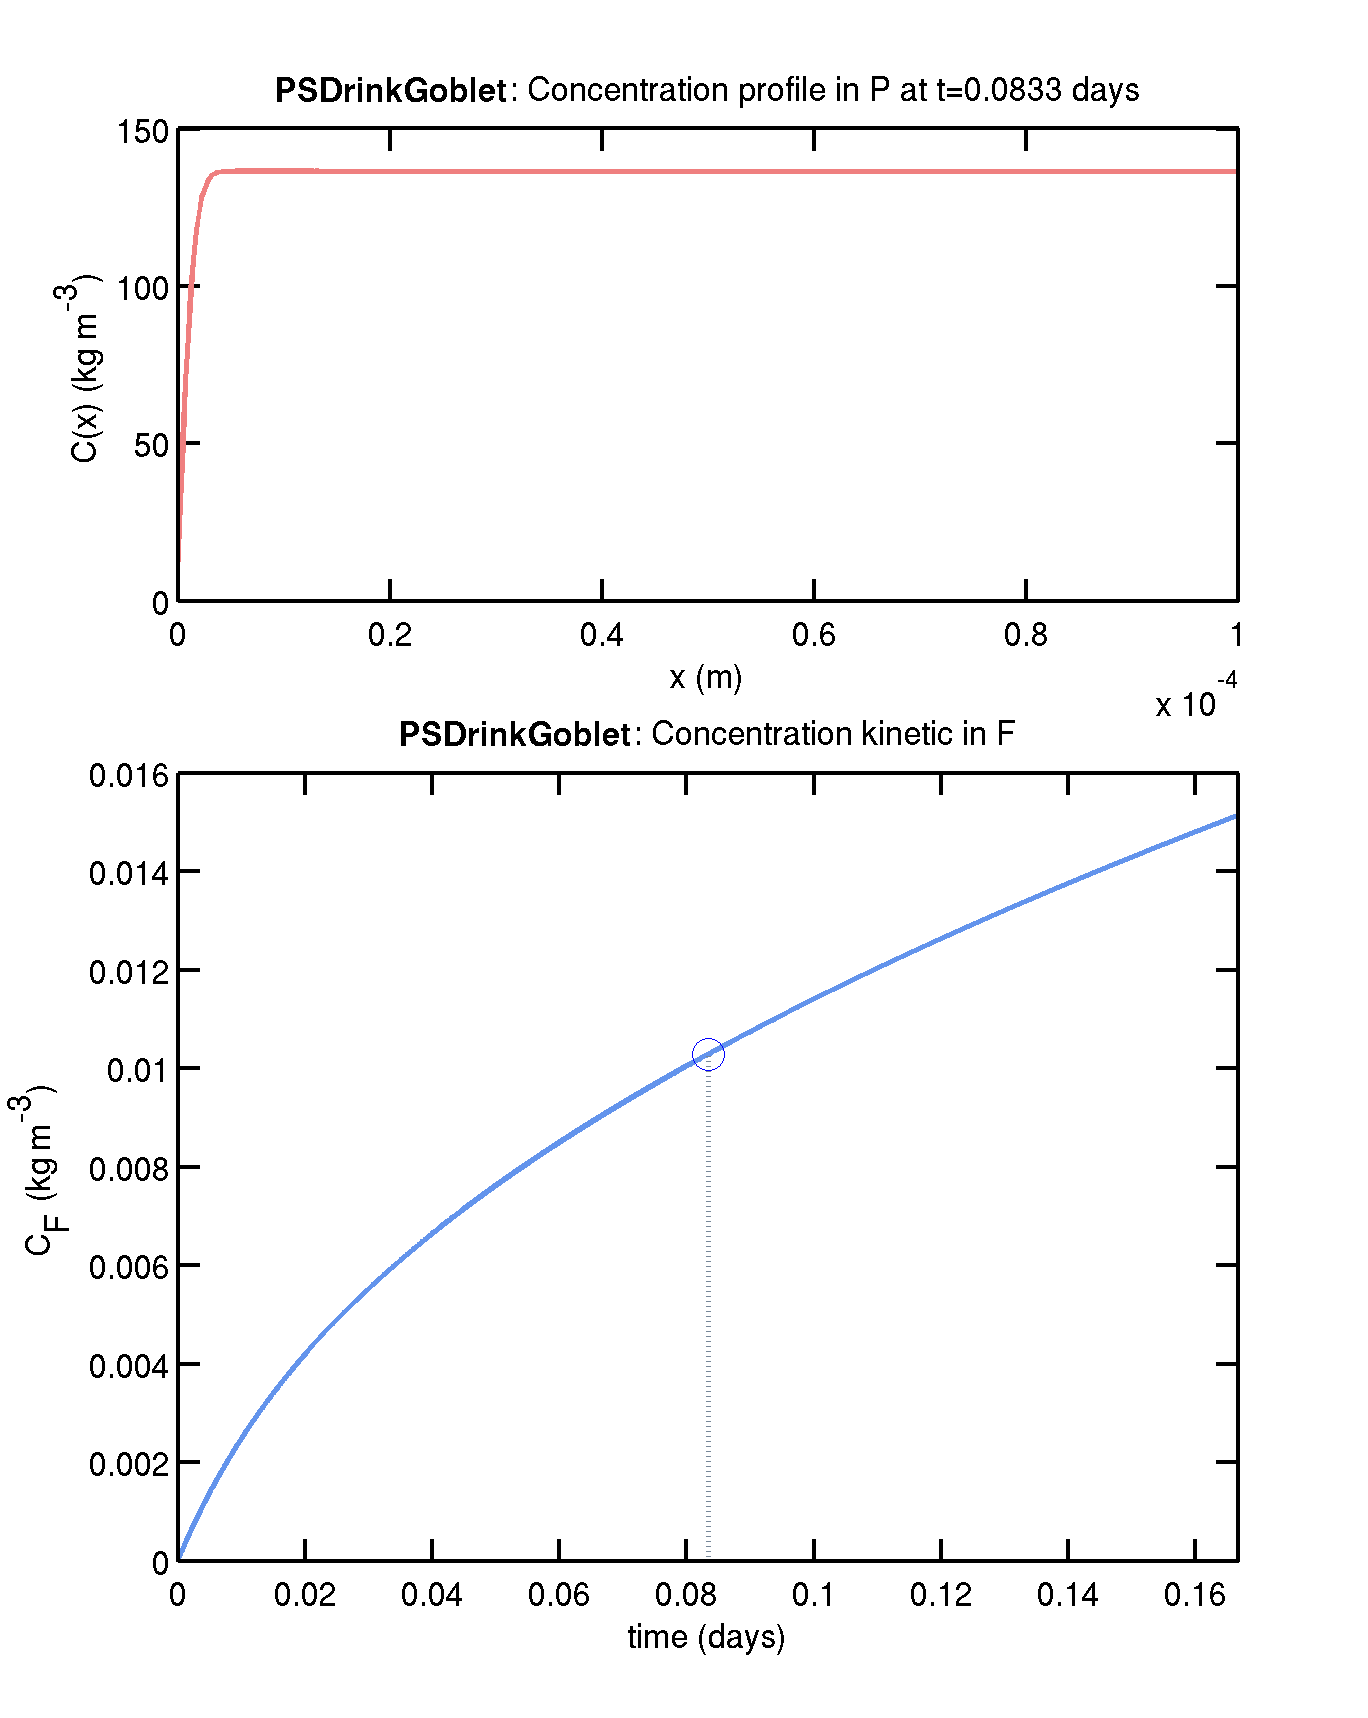 PSDrinkGoblet: Concentration profile in P at t=0.0833 days
150
100
50
0
C(x) (kg m-3)
0 0.2 0.4 0.6 0.8 1
x (m)
x 10-4
PSDrinkGoblet: Concentration kinetic in F
0.016
0.014
0.012
0.01
0.008
0.006
0.004
0.002
0
CF (kg m-3)
0 0.02 0.04 0.06 0.08 0.1 0.12 0.14 0.16
time (days)